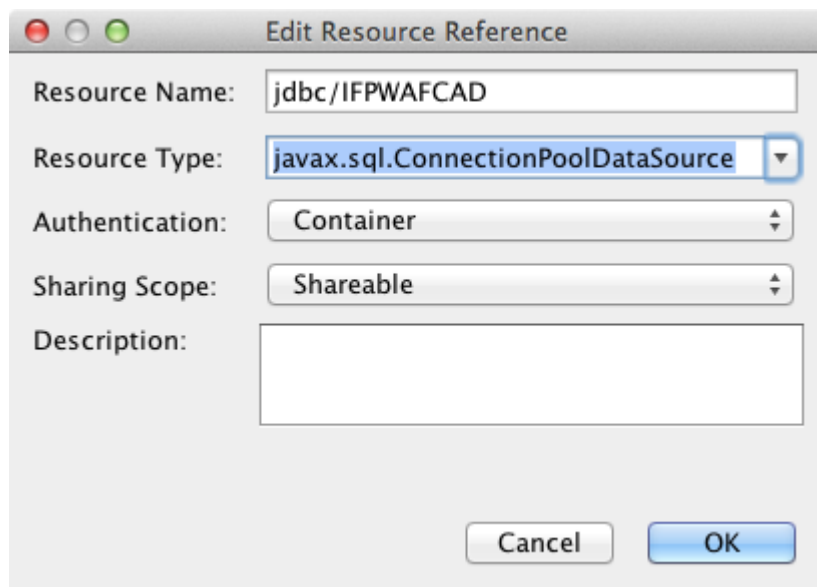 Edit Resource Reference
Resource Name: jdbc/IFPWAFCAD
Resource Type: javax.sql.ConnectionPoolDataSource
Authentication: Container
Sharing Scope: Shareable
Description:
Cancel OK